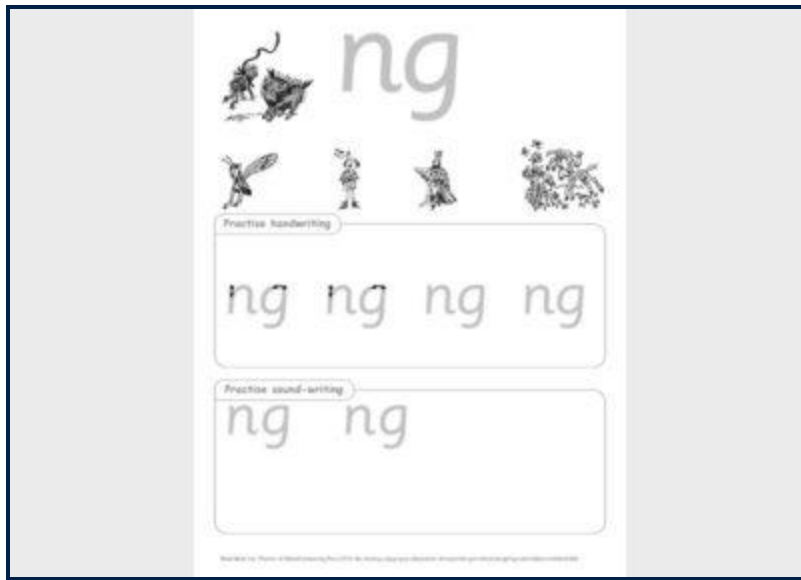 ng
Practise handwriting
ng ng ng ng
Practise sound-writing
ng ng